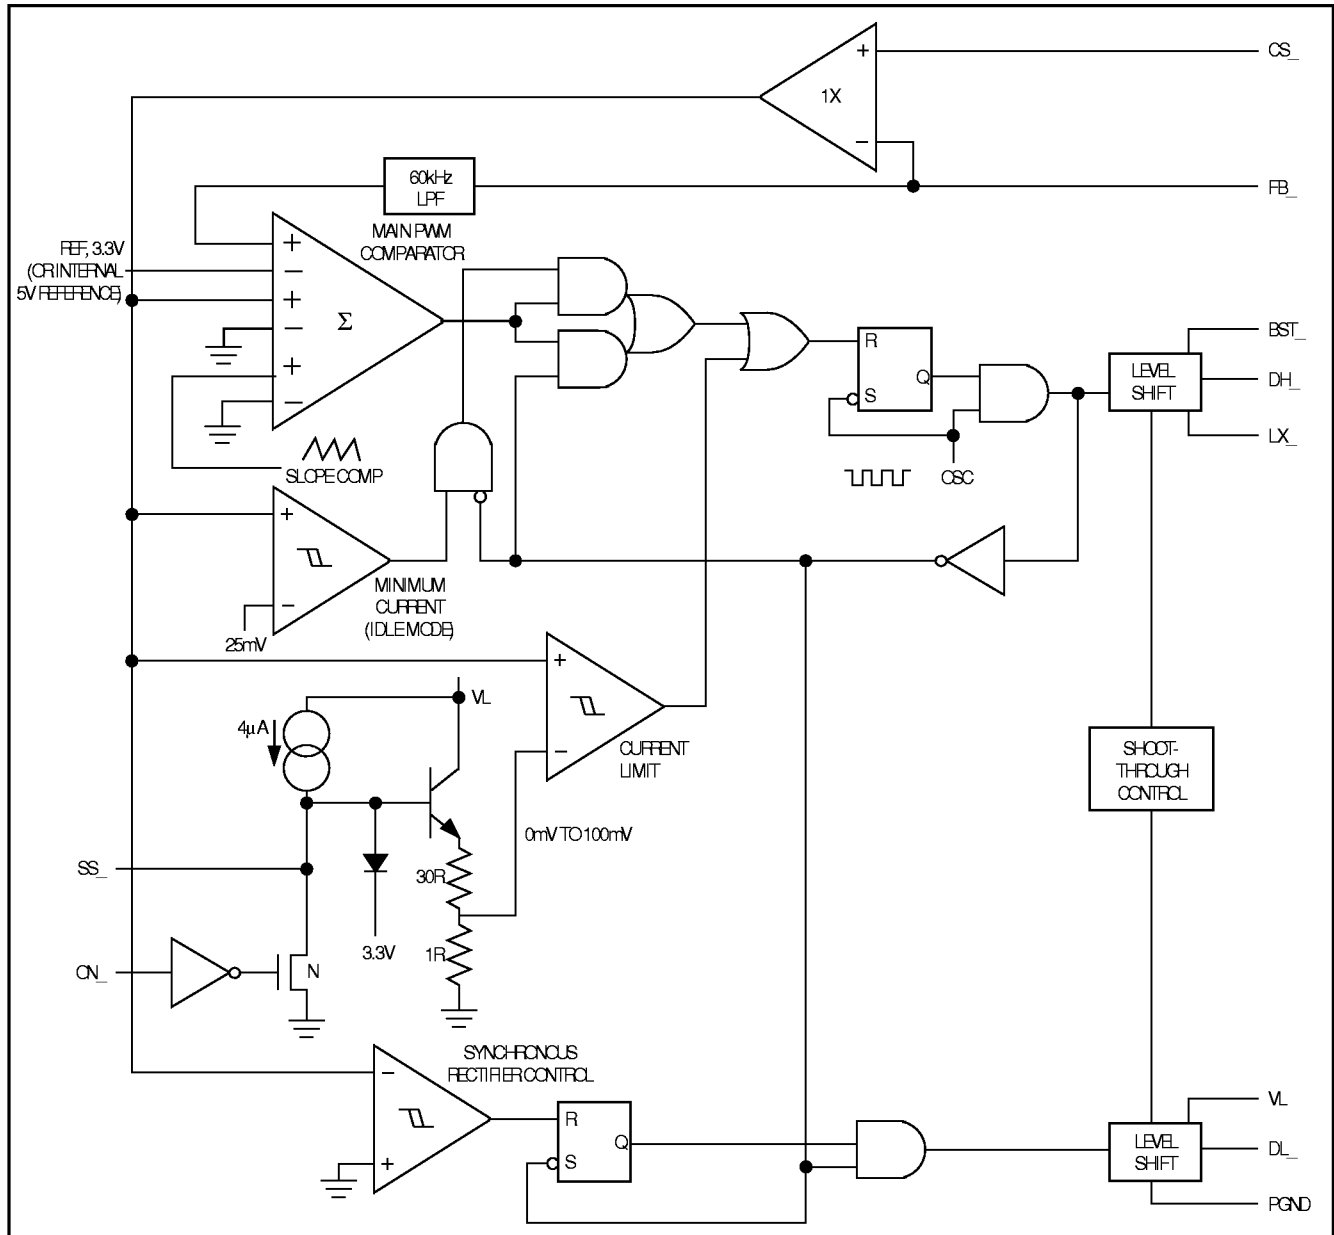 CS_
+
1X
−
60kHz
LPF
FB_
MAIN PWM
COMPARATOR
REF, 3.3V
(OR INTERNAL
5V REFERENCE)
+
−
+
−
+
−
Σ
SLOPE COMP
R
Q
S
OSC
LEVEL
SHIFT
BST_
DH_
LX_
+
−
25mV
MINIMUM
CURRENT
(IDLE MODE)
+
−
CURRENT
LIMIT
VL
4µA
0mV TO 100mV
SHOOT-
THROUGH
CONTROL
SS_
30R
3.3V
1R
ON_
N
SYNCHRONOUS
RECTIFIER CONTROL
−
+
R
Q
S
VL
LEVEL
SHIFT
DL_
PGND